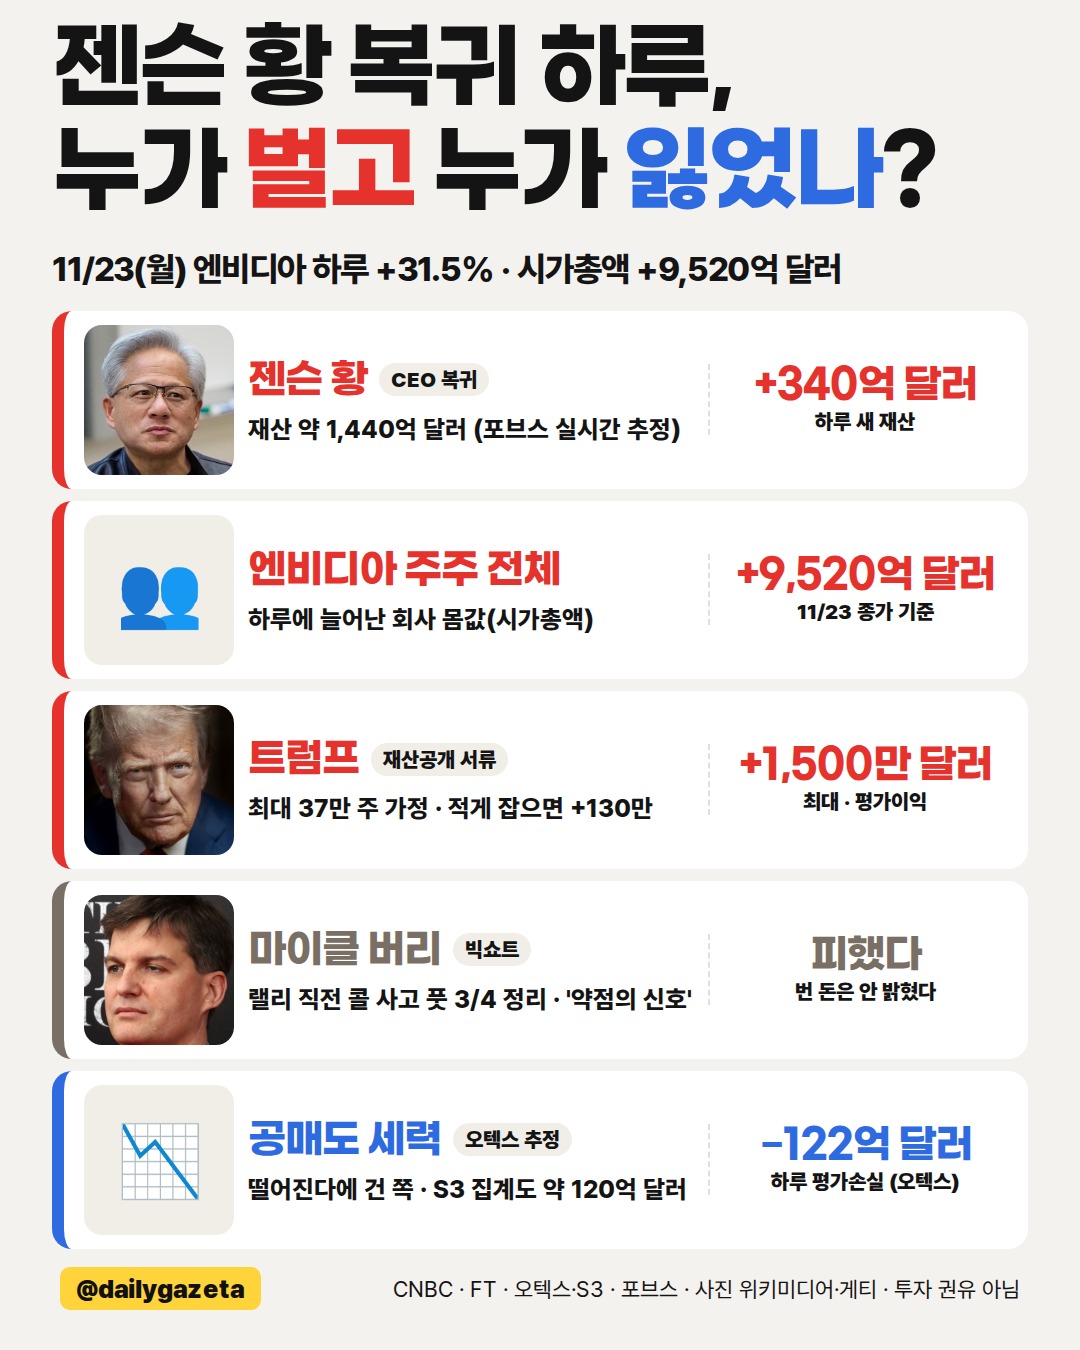 젠슨 황 복귀 하루,
누가 벌고 누가 잃었나?
11/23(월) 엔비디아 하루 +31.5% · 시가총액 +9,520억 달러
젠슨 황 CEO 복귀
재산 약 1,440억 달러 (포브스 실시간 추정)
+340억 달러
하루 새 재산
엔비디아 주주 전체
하루에 늘어난 회사 몸값(시가총액)
+9,520억 달러
11/23 종가 기준
트럼프 재산공개 서류
최대 37만 주 가정 · 적게 잡으면 +130만
+1,500만 달러
최대 · 평가이익
마이클 버리 빅쇼트
랠리 직전 콜 사고 풋 3/4 정리 · '약점의 신호'
피했다
번 돈은 안 밝혔다
공매도 세력 오텍스 추정
떨어진다에 건 쪽 · S3 집계도 약 120억 달러
–122억 달러
하루 평가손실 (오텍스)
@dailygazeta
CNBC · FT · 오텍스·S3 · 포브스 · 사진 위키미디어·게티 · 투자 권유 아님